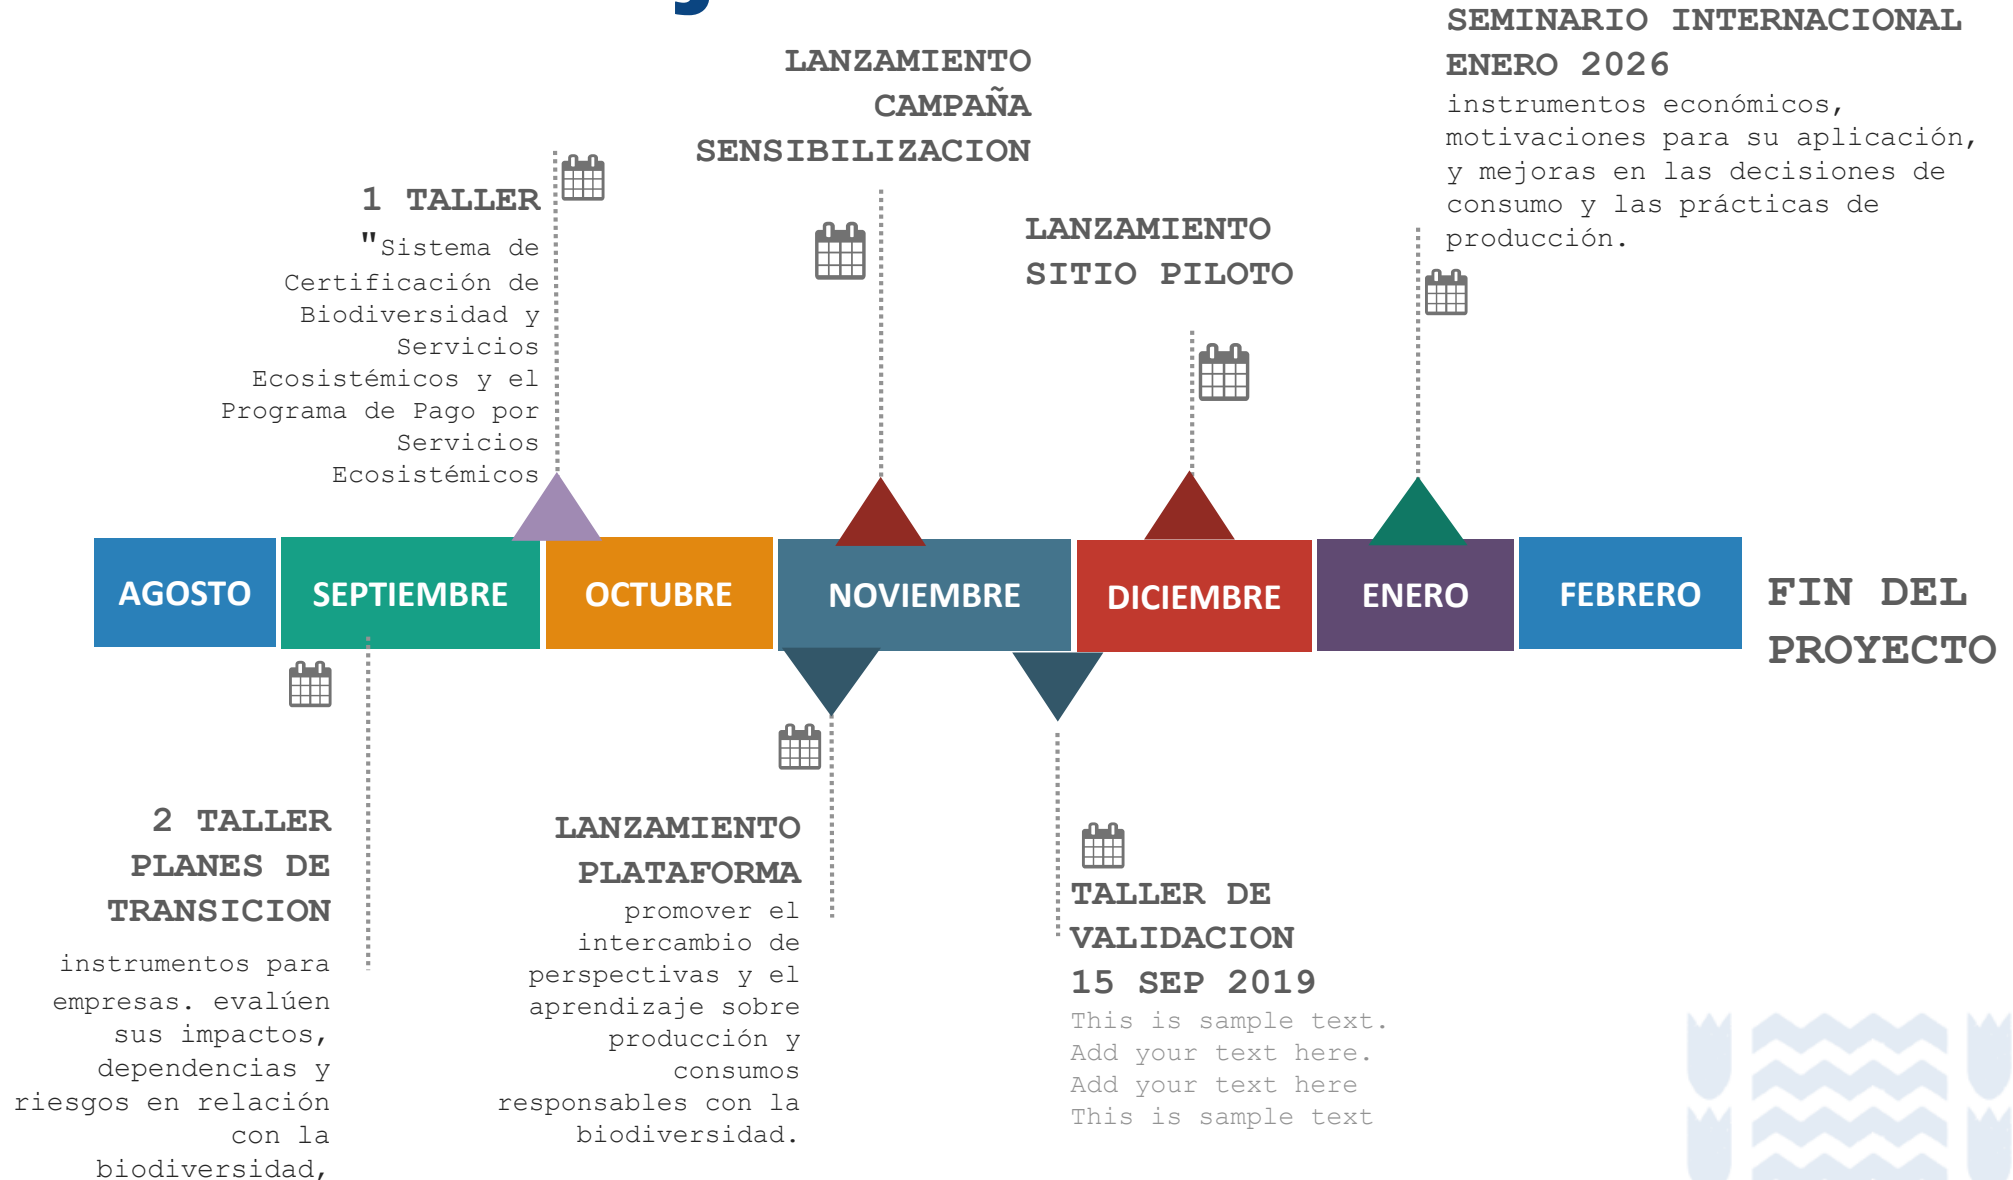 SEMINARIO INTERNACIONAL
ENERO 2026
instrumentos económicos,
motivaciones para su aplicación,
y mejoras en las decisiones de
consumo y las prácticas de
producción.
LANZAMIENTO
CAMPAÑA
SENSIBILIZACION
1 TALLER
"Sistema de
Certificación de
Biodiversidad y
Servicios
Ecosistémicos y el
Programa de Pago por
Servicios
Ecosistémicos
LANZAMIENTO
SITIO PILOTO
AGOSTO
SEPTIEMBRE
OCTUBRE
NOVIEMBRE
DICIEMBRE
ENERO
FEBRERO
FIN DEL
PROYECTO
2 TALLER
PLANES DE
TRANSICION
instrumentos para
empresas. evalúen
sus impactos,
dependencias y
riesgos en relación
con la
biodiversidad,
LANZAMIENTO
PLATAFORMA
promover el
intercambio de
perspectivas y el
aprendizaje sobre
producción y
consumos
responsables con la
biodiversidad.
TALLER DE
VALIDACION
15 SEP 2019
This is sample text.
Add your text here.
Add your text here
This is sample text